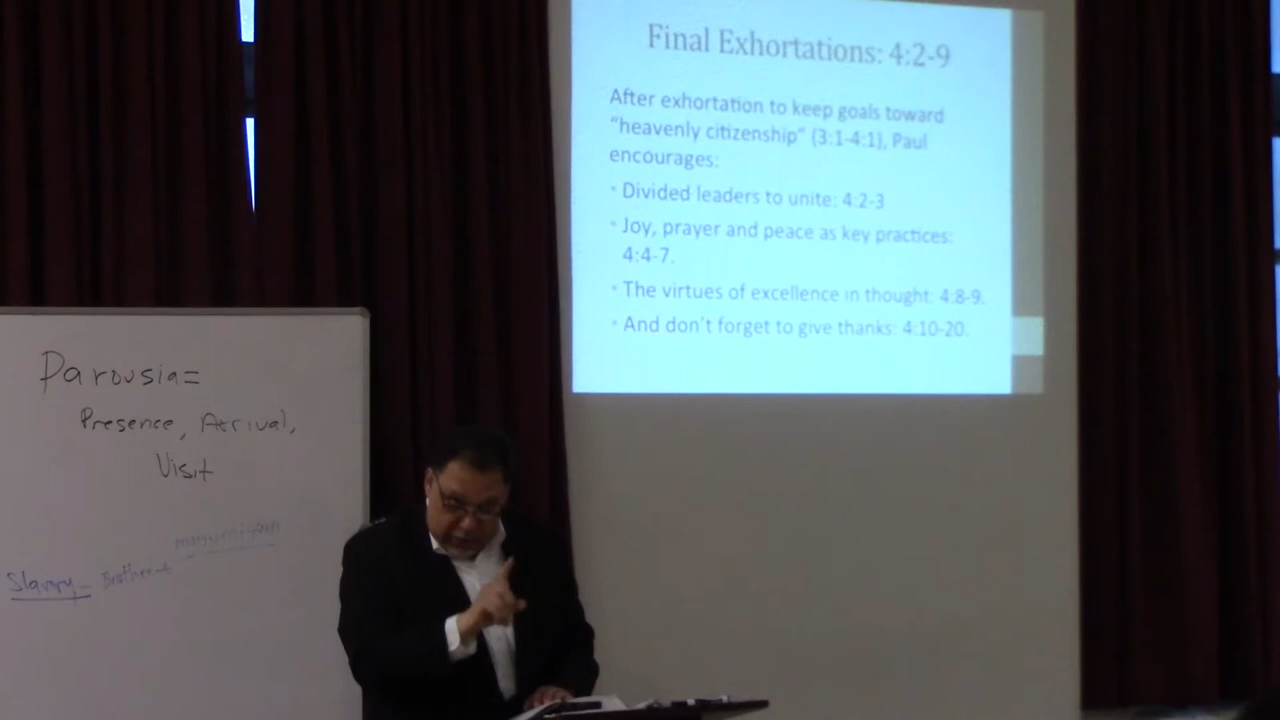 Final Exhortations: 4:2-9
After exhortation to keep goals toward
"heavenly citizenship" (3:1-4:1), Paul
encourages:
• Divided leaders to unite: 4:2-3
• Joy, prayer and peace as key practices:
4:4-7.
• The virtues of excellence in thought: 4:8-9.
• And don't forget to give thanks: 4:10-20.
Parousia=
Presence, Arrival,
Visit